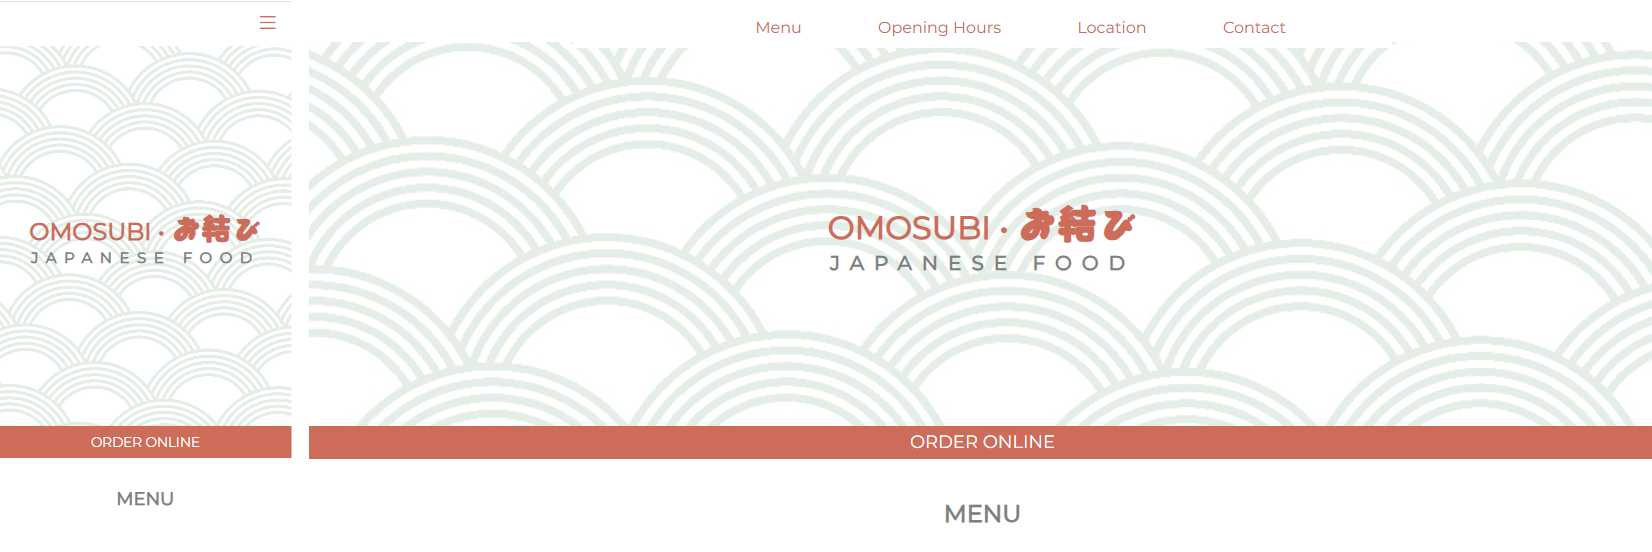 OMOSUBI · お結び
JAPANESE FOOD
ORDER ONLINE
MENU
Menu Opening Hours Location Contact
OMOSUBI · お結び
JAPANESE FOOD
ORDER ONLINE
MENU